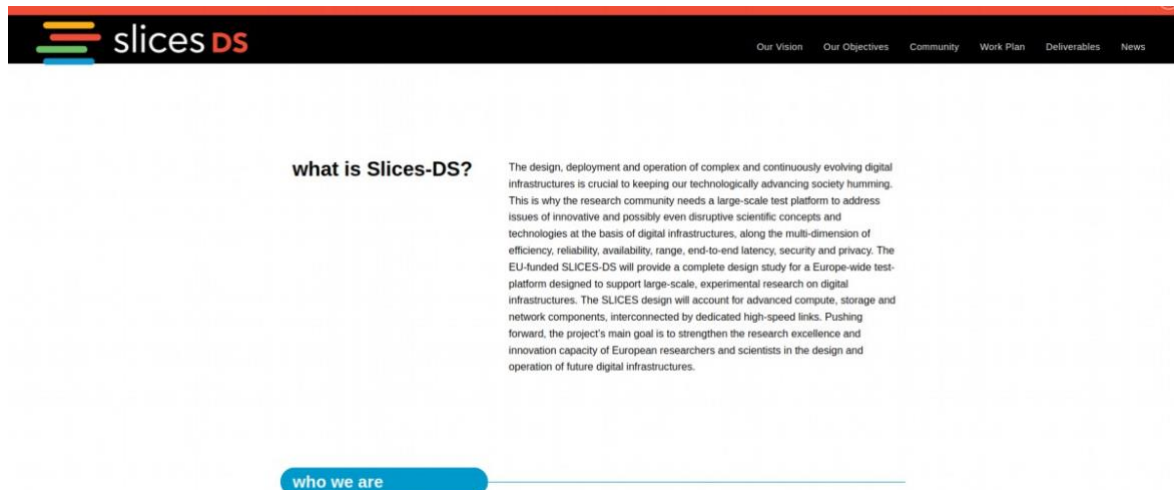 slices DS
Our Vision Our Objectives Community Work Plan Deliverables News
what is Slices-DS?
The design, deployment and operation of complex and continuously evolving digital
infrastructures is crucial to keeping our technologically advancing society humming.
This is why the research community needs a large-scale test platform to address
issues of innovative and possibly even disruptive scientific concepts and
technologies at the basis of digital infrastructures, along the multi-dimension of
efficiency, reliability, availability, range, end-to-end latency, security and privacy. The
EU-funded SLICES-DS will provide a complete design study for a Europe-wide test-
platform designed to support large-scale, experimental research on digital
infrastructures. The SLICES design will account for advanced compute, storage and
network components, interconnected by dedicated high-speed links. Pushing
forward, the project's main goal is to strengthen the research excellence and
innovation capacity of European researchers and scientists in the design and
operation of future digital infrastructures.
who we are